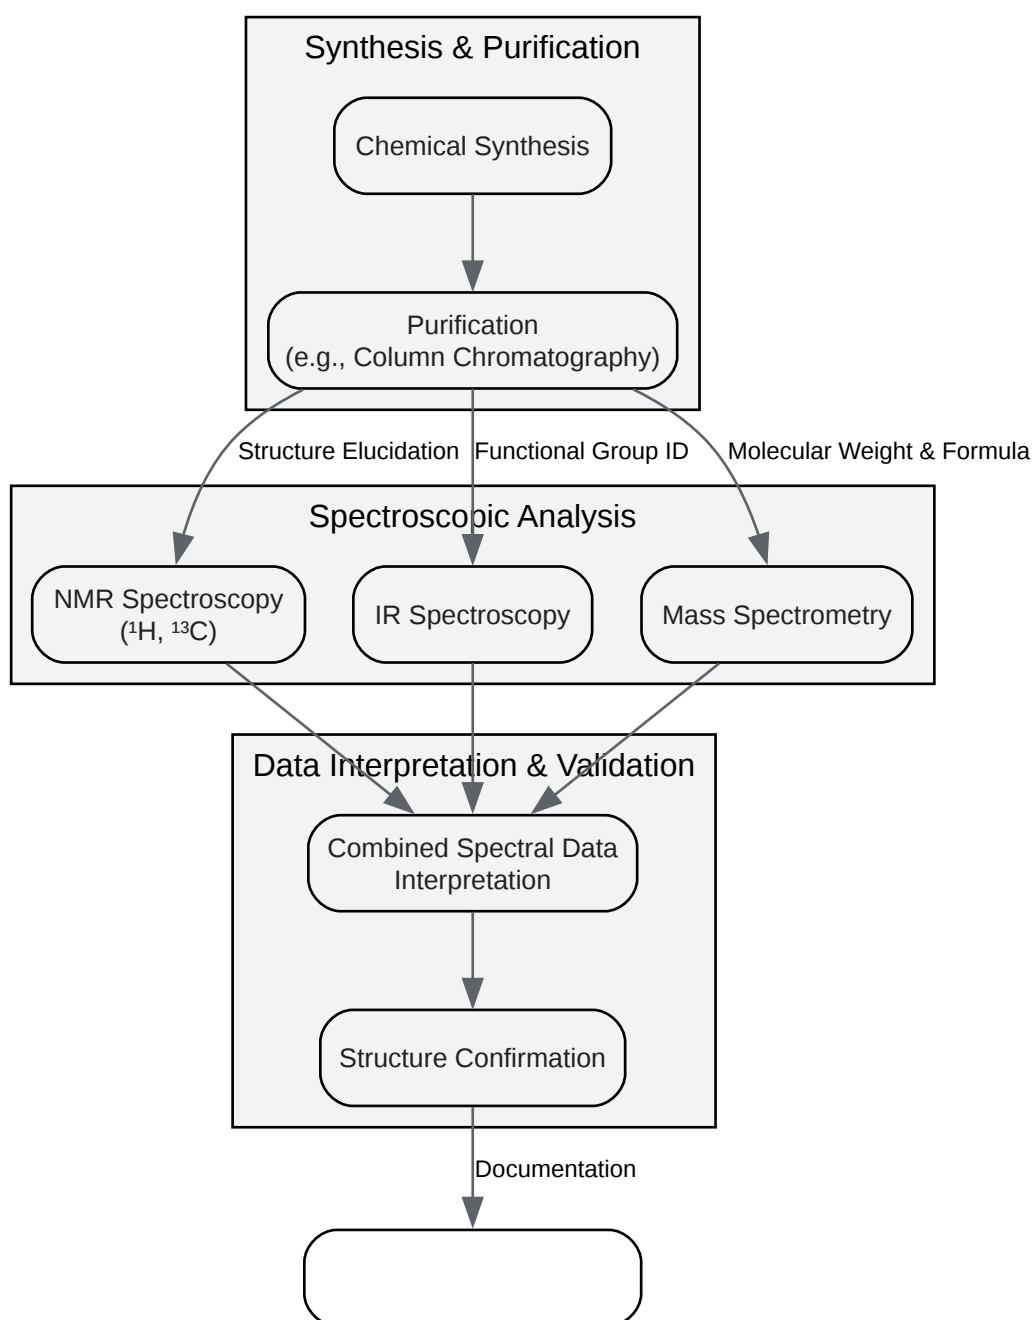 Synthesis & Purification
Chemical Synthesis
Purification
(e.g., Column Chromatography)
Structure Elucidation
Functional Group ID
Molecular Weight & Formula
Spectroscopic Analysis
NMR Spectroscopy
(¹H, ¹³C)
IR Spectroscopy
Mass Spectrometry
Data Interpretation & Validation
Combined Spectral Data
Interpretation
Structure Confirmation
Documentation